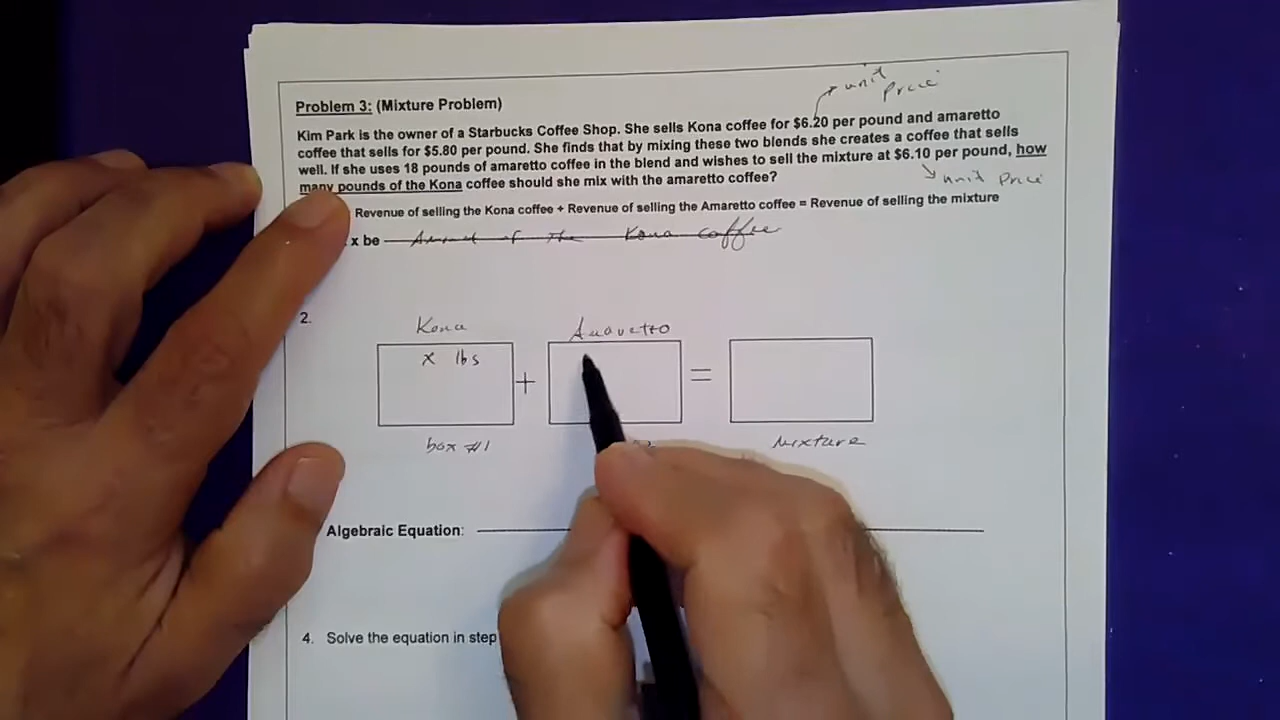 unit price
Problem 3: (Mixture Problem)
Kim Park is the owner of a Starbucks Coffee Shop. She sells Kona coffee for $6.20 per pound and amaretto
coffee that sells for $5.80 per pound. She finds that by mixing these two blends she creates a coffee that sells
well. If she uses 18 pounds of amaretto coffee in the blend and wishes to sell the mixture at $6.10 per pound, how
many pounds of the Kona coffee should she mix with the amaretto coffee?
unit price
Revenue of selling the Kona coffee + Revenue of selling the Amaretto coffee = Revenue of selling the mixture
x be Amount of the Kona coffee
2.
Kona Amaretto
x lbs
+ =
box #1 Mixture
Algebraic Equation:
4. Solve the equation in step